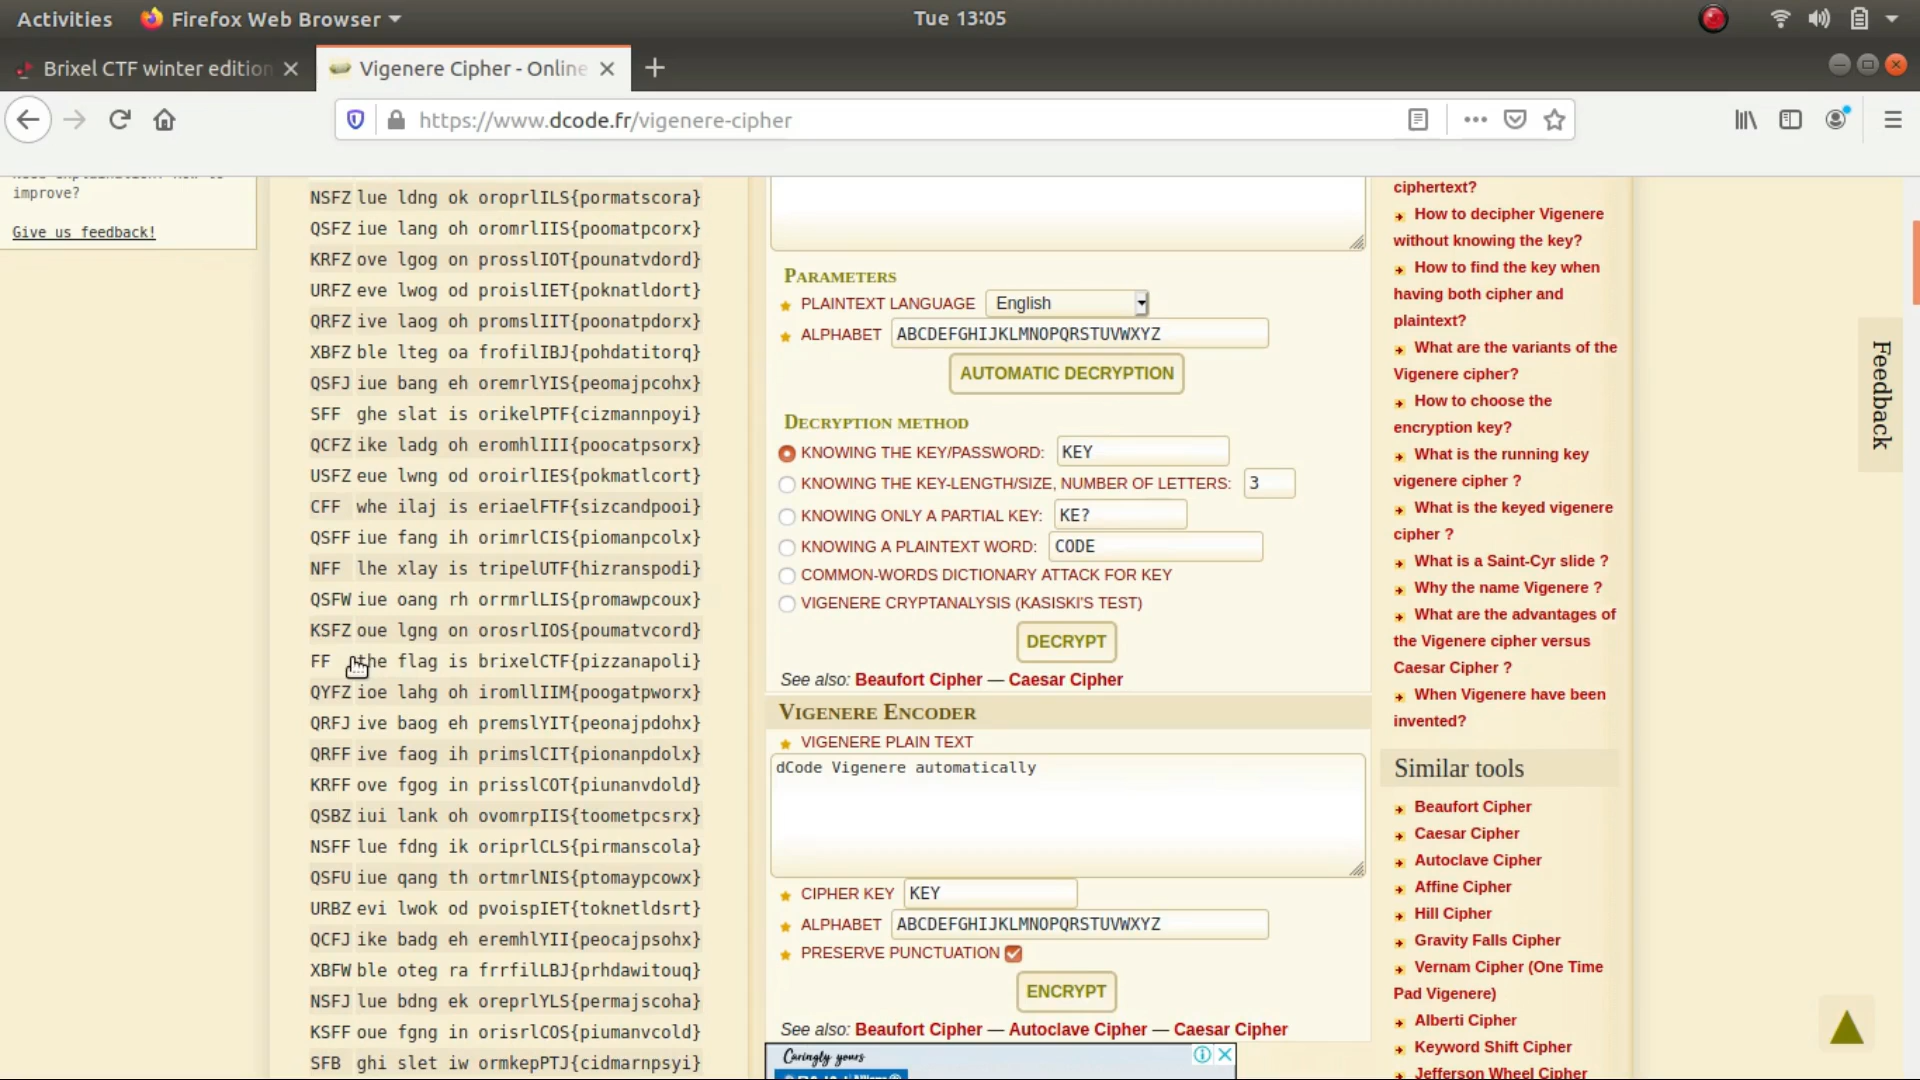 Activities Firefox Web Browser Tue 13:05
Brixel CTF winter edition Vigenere Cipher - Online
https://www.dcode.fr/vigenere-cipher
improve?
Give us feedback!
NSFZ lue ldng ok oroprlILS{pormatscora}
QSFZ iue lang oh oromrlIIS{poomatpcorx}
KRFZ ove lgog on prosslIOT{pounatvdord}
URFZ eve lwog od proislIET{poknatldort}
QRFZ ive laog oh promslIIT{poonatpdorx}
XBFZ ble lteg oa frofilIBJ{pohdatitorq}
QSFJ iue bang eh oremrlYIS{peomajpcohx}
SFF ghe slat is orikelPTF{cizmannpoyi}
QCFZ ike ladg oh eromhlIII{poocatpsorx}
USFZ eue lwng od oroirlIES{pokmatlcort}
CFF whe ilaj is eriaelFTF{sizcandpooi}
QSFF iue fang ih orimrlCIS{piomanpcolx}
NFF lhe xlay is tripelUTF{hizranspodi}
QSFW iue oang rh orrmrlLIS{promawpcoux}
KSFZ oue lgng on orosrlIOS{poumatvcord}
FF the flag is brixelCTF{pizzanapoli}
QYFZ ioe lahg oh iromllIIM{poogatpworx}
QRFJ ive baog eh premslYIT{peonajpdohx}
QRFF ive faog ih primslCIT{pionanpdolx}
KRFF ove fgog in prisslCOT{piunanvdold}
QSBZ iui lank oh ovomrpIIS{toometpcsrx}
NSFF lue fdng ik oriprlCLS{pirmanscola}
QSFU iue qang th ortmrlNIS{ptomaypcowx}
URBZ evi lwok od pvoispIET{toknetldsrt}
QCFJ ike badg eh eremhlYII{peocajpsohx}
XBFW ble oteg ra frrfilLBJ{prhdawitouq}
NSFJ lue bdng ek oreprlYLS{permajscoha}
KSFF oue fgng in orisrlCOS{piumanvcold}
SFB ghi slet iw ormkepPTJ{cidmarnpsyi}
PARAMETERS
PLAINTEXT LANGUAGE English
ALPHABET ABCDEFGHIJKLMNOPQRSTUVWXYZ
AUTOMATIC DECRYPTION
DECRYPTION METHOD
KNOWING THE KEY/PASSWORD: KEY
KNOWING THE KEY-LENGTH/SIZE, NUMBER OF LETTERS: 3
KNOWING ONLY A PARTIAL KEY: KE?
KNOWING A PLAINTEXT WORD: CODE
COMMON-WORDS DICTIONARY ATTACK FOR KEY
VIGENERE CRYPTANALYSIS (KASISKI'S TEST)
DECRYPT
See also: Beaufort Cipher — Caesar Cipher
VIGENERE ENCODER
VIGENERE PLAIN TEXT
dCode Vigenere automatically
CIPHER KEY KEY
ALPHABET ABCDEFGHIJKLMNOPQRSTUVWXYZ
PRESERVE PUNCTUATION
ENCRYPT
See also: Beaufort Cipher — Autoclave Cipher — Caesar Cipher
Caringly yours
ciphertext?
How to decipher Vigenere
without knowing the key?
How to find the key when
having both cipher and
plaintext?
What are the variants of the
Vigenere cipher?
How to choose the
encryption key?
What is the running key
vigenere cipher ?
What is the keyed vigenere
cipher ?
What is a Saint-Cyr slide ?
Why the name Vigenere ?
What are the advantages of
the Vigenere cipher versus
Caesar Cipher ?
When Vigenere have been
invented?
Similar tools
Beaufort Cipher
Caesar Cipher
Autoclave Cipher
Affine Cipher
Hill Cipher
Gravity Falls Cipher
Vernam Cipher (One Time
Pad Vigenere)
Alberti Cipher
Keyword Shift Cipher
Jefferson Wheel Cipher
Feedback